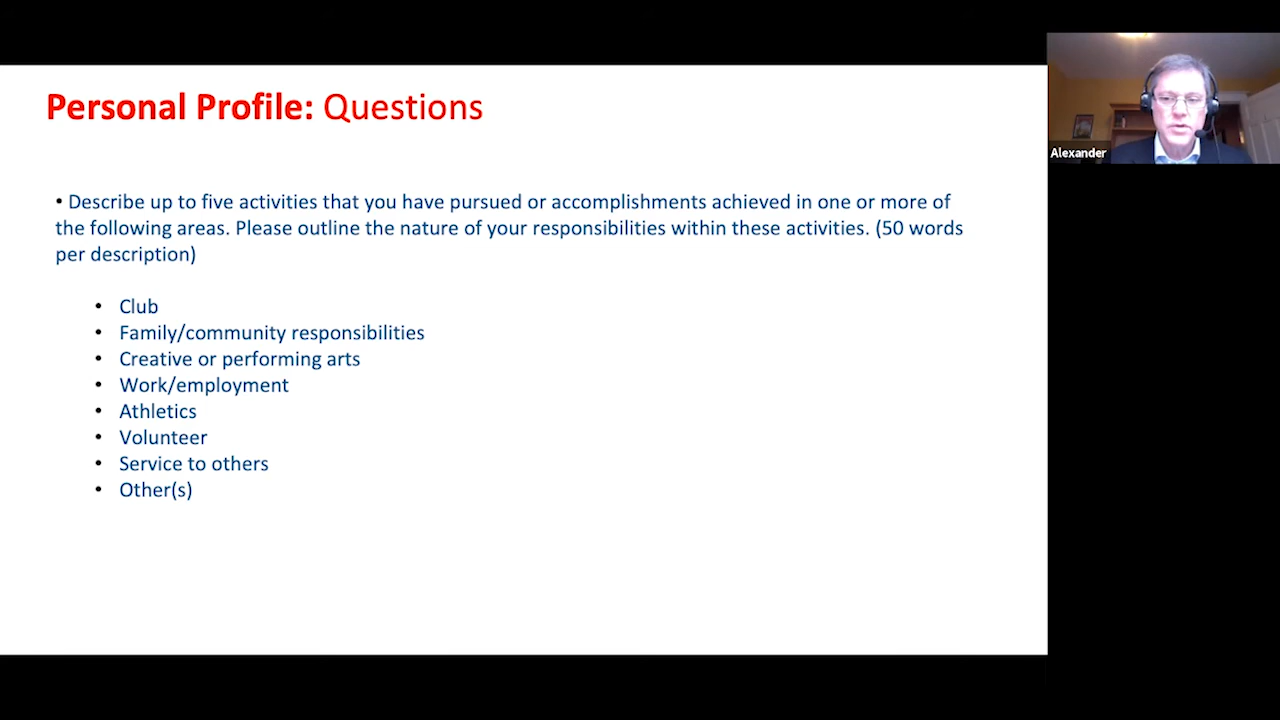 Personal Profile: Questions
• Describe up to five activities that you have pursued or accomplishments achieved in one or more of
the following areas. Please outline the nature of your responsibilities within these activities. (50 words
per description)
• Club
• Family/community responsibilities
• Creative or performing arts
• Work/employment
• Athletics
• Volunteer
• Service to others
• Other(s)
Alexander